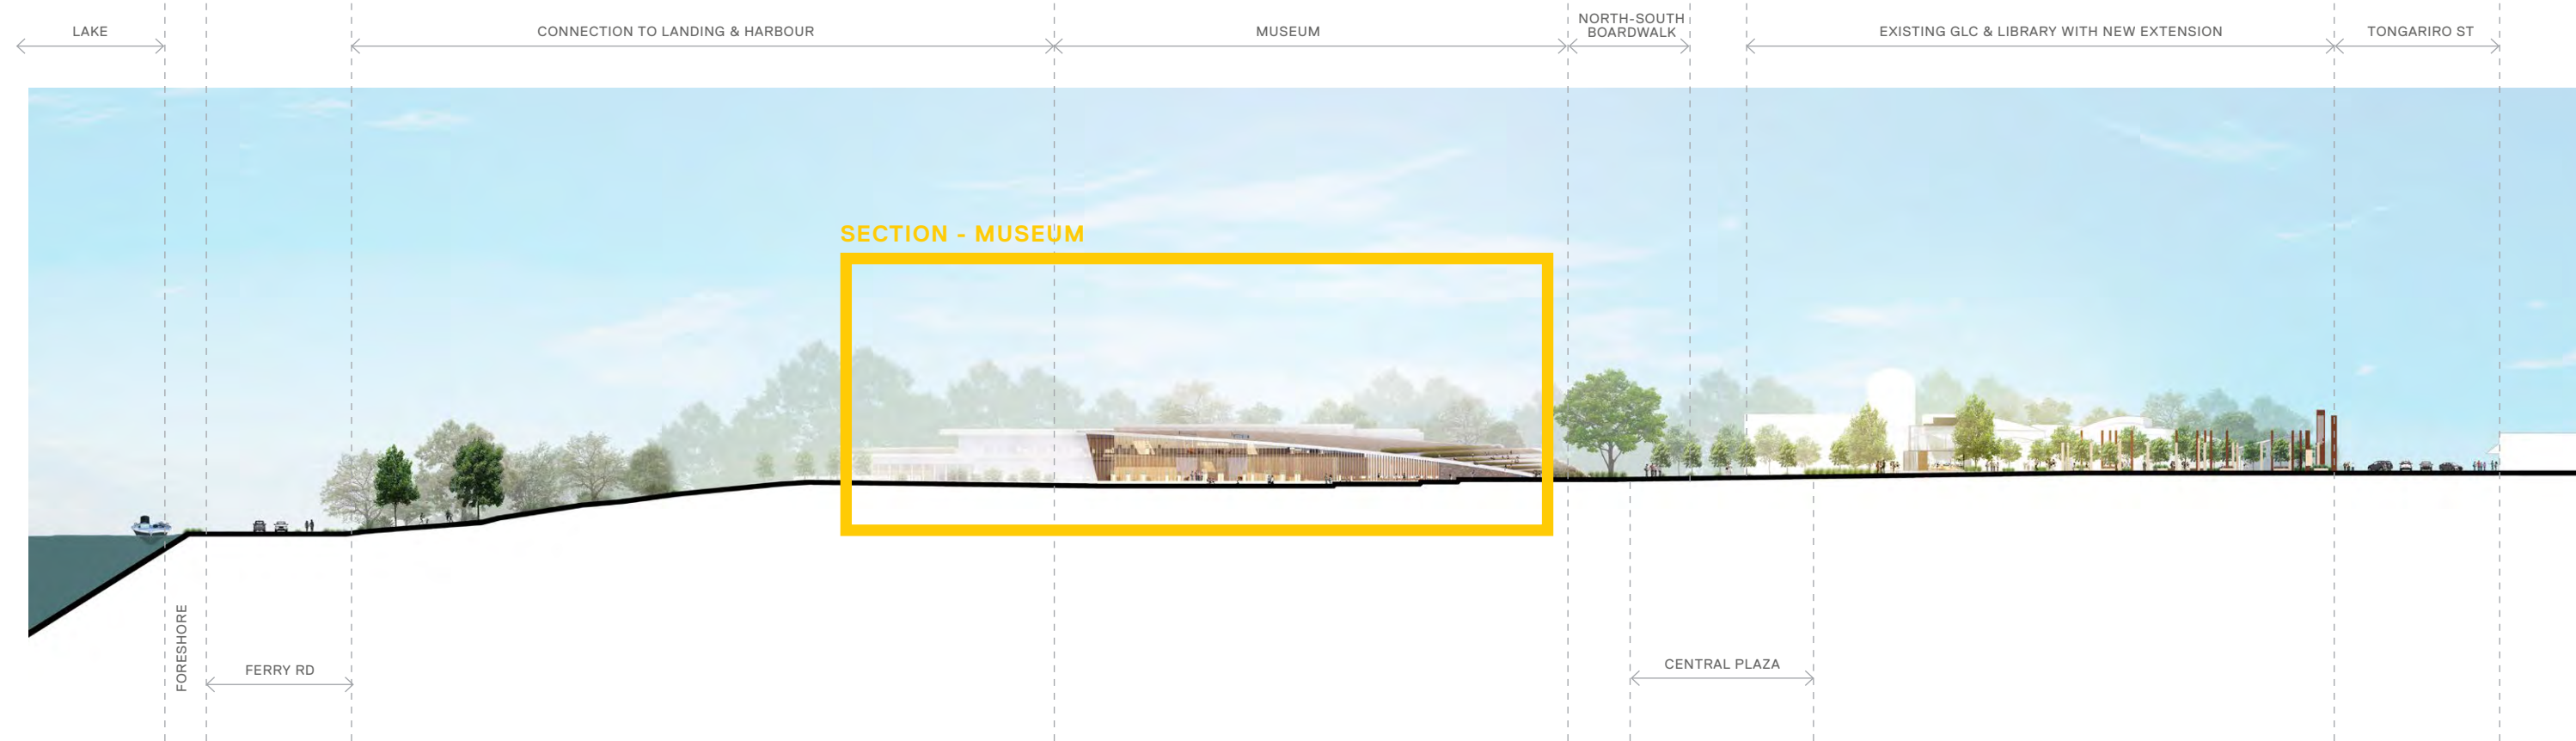 LAKE
CONNECTION TO LANDING & HARBOUR
MUSEUM
NORTH-SOUTH
BOARDWALK
EXISTING GLC & LIBRARY WITH NEW EXTENSION
TONGARIRO ST
SECTION - MUSEUM
FORESHORE
FERRY RD
CENTRAL PLAZA